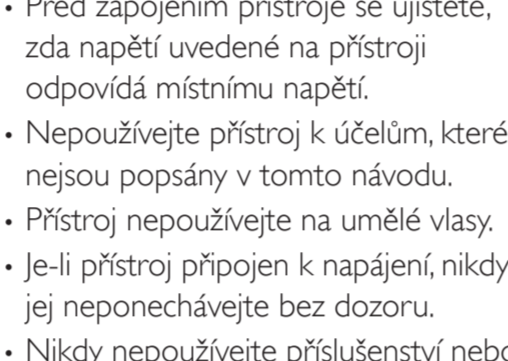 • Před zapojením přístroje se ujistěte,
zda napětí uvedené na přístroji
odpovídá místnímu napětí.
• Nepoužívejte přístroj k účelům, které
nejsou popsány v tomto návodu.
• Přístroj nepoužívejte na umělé vlasy.
• Je-li přístroj připojen k napájení, nikdy
jej neponechávejte bez dozoru.
• Nikdy nepoužívejte příslušenství nebo